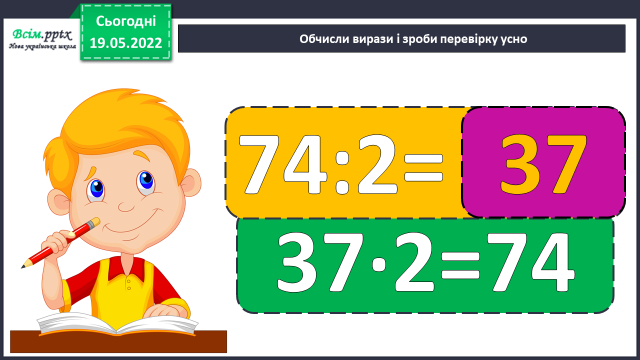 Всім.pptx
Нова українська школа
Сьогодні
19.05.2022
Обчисли вирази і зроби перевірку усно
74:2= 37
37·2=74